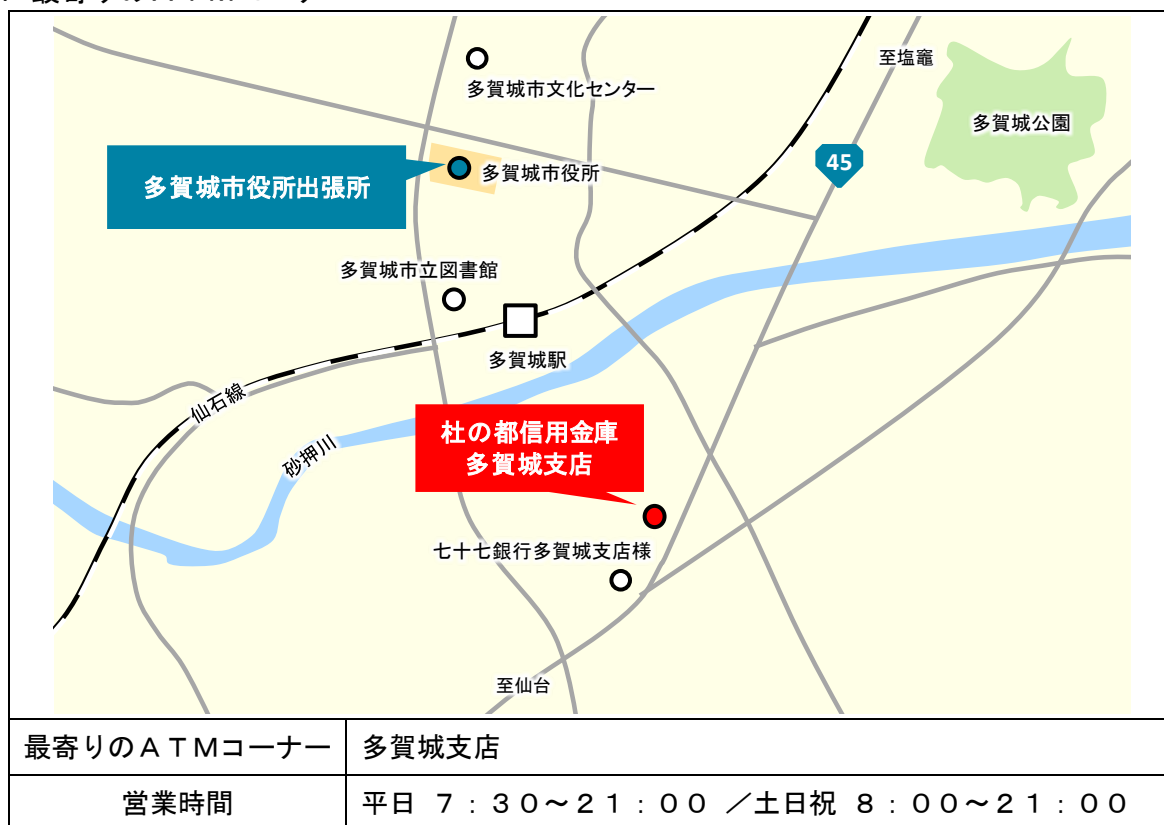 至塩竈
多賀城市文化センター
多賀城公園
45
多賀城市役所
多賀城市役所出張所
多賀城市立図書館
多賀城駅
仙石線
杜の都信用金庫
多賀城支店
砂押川
七十七銀行多賀城支店様
至仙台
最寄りのＡＴＭコーナー 多賀城支店
営業時間 平日 ７：３０～２１：００ ／土日祝 ８：００～２１：００